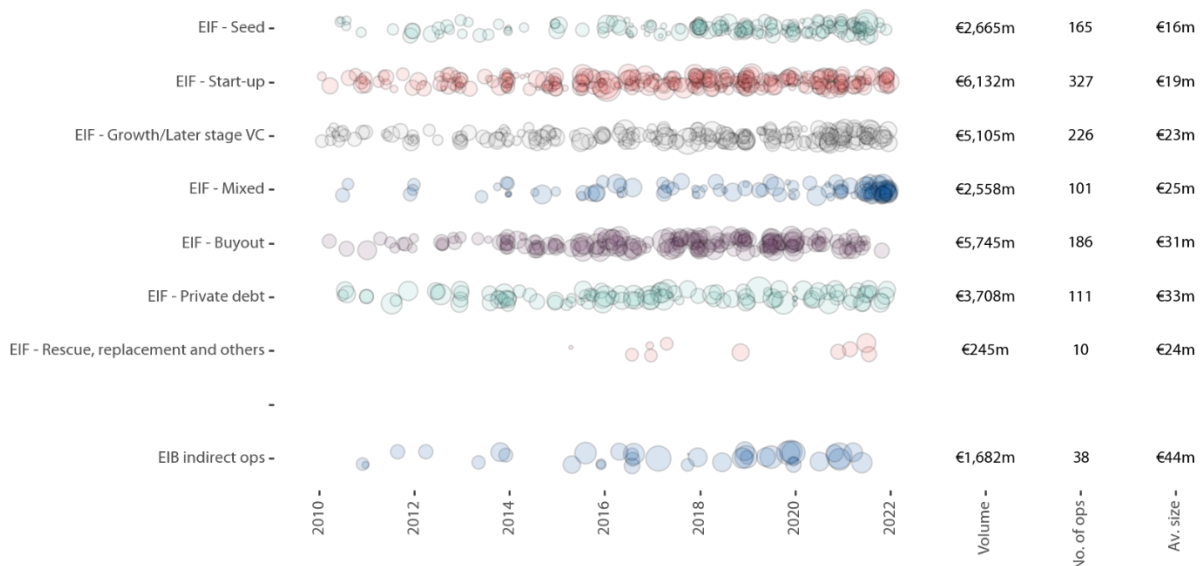 EIF - Seed - €2,665m 165 €16m
EIF - Start-up - €6,132m 327 €19m
EIF - Growth/Later stage VC - €5,105m 226 €23m
EIF - Mixed - €2,558m 101 €25m
EIF - Buyout - €5,745m 186 €31m
EIF - Private debt - €3,708m 111 €33m
EIF - Rescue, replacement and others - €245m 10 €24m
-
EIB indirect ops - €1,682m 38 €44m
2010 - 2012 - 2014 - 2016 - 2018 - 2020 - 2022 - Volume - No. of ops - Av. size -